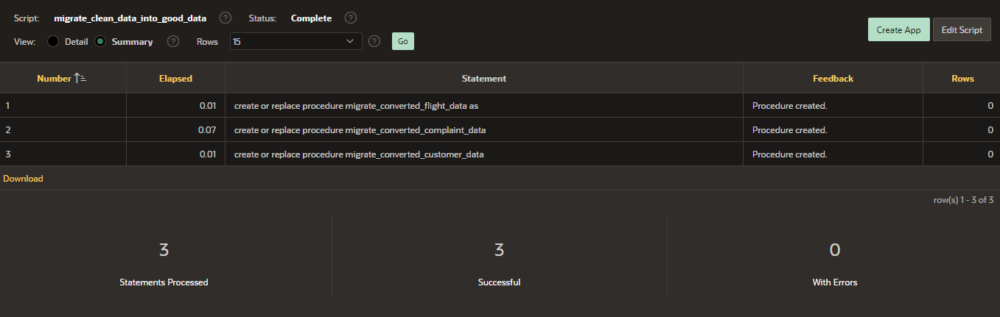 Script: migrate_clean_data_into_good_data ? Status: Complete ?
Create App Edit Script
View: Detail Summary ? Rows 15 ? Go
Number Elapsed Statement Feedback Rows
1 0.01 create or replace procedure migrate_converted_flight_data as Procedure created. 0
2 0.07 create or replace procedure migrate_converted_complaint_data Procedure created. 0
3 0.01 create or replace procedure migrate_converted_customer_data Procedure created. 0
Download
row(s) 1 - 3 of 3
3 3 0
Statements Processed Successful With Errors